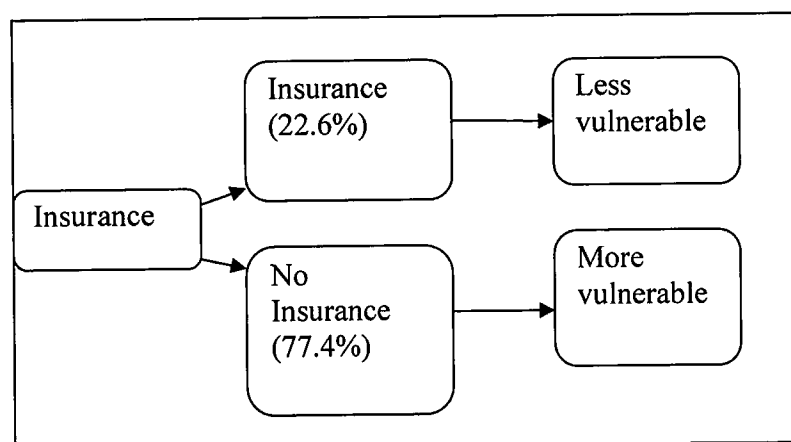 Insurance
Insurance
(22.6%)
Less
vulnerable
No
Insurance
(77.4%)
More
vulnerable